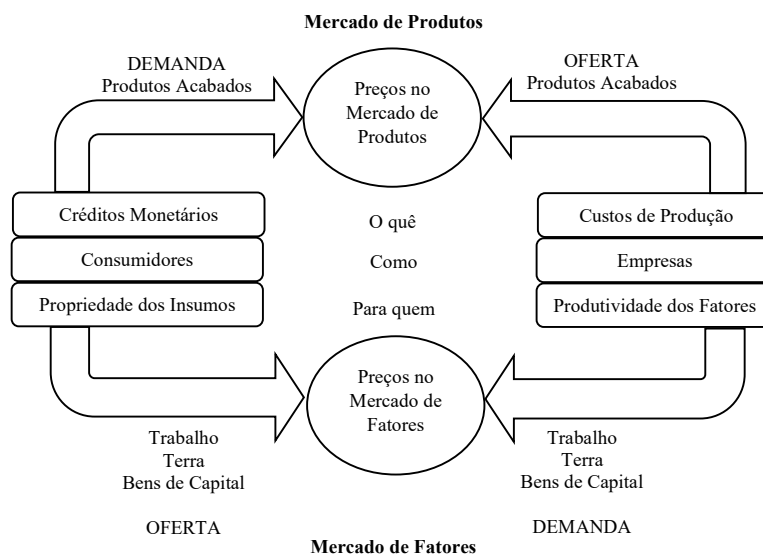 Mercado de Produtos
DEMANDA
Produtos Acabados
OFERTA
Produtos Acabados
Preços no
Mercado de
Produtos
Créditos Monetários
Consumidores
Propriedade dos Insumos
O quê
Como
Para quem
Custos de Produção
Empresas
Produtividade dos Fatores
Preços no
Mercado de
Fatores
Trabalho
Terra
Bens de Capital
OFERTA
Trabalho
Terra
Bens de Capital
DEMANDA
Mercado de Fatores